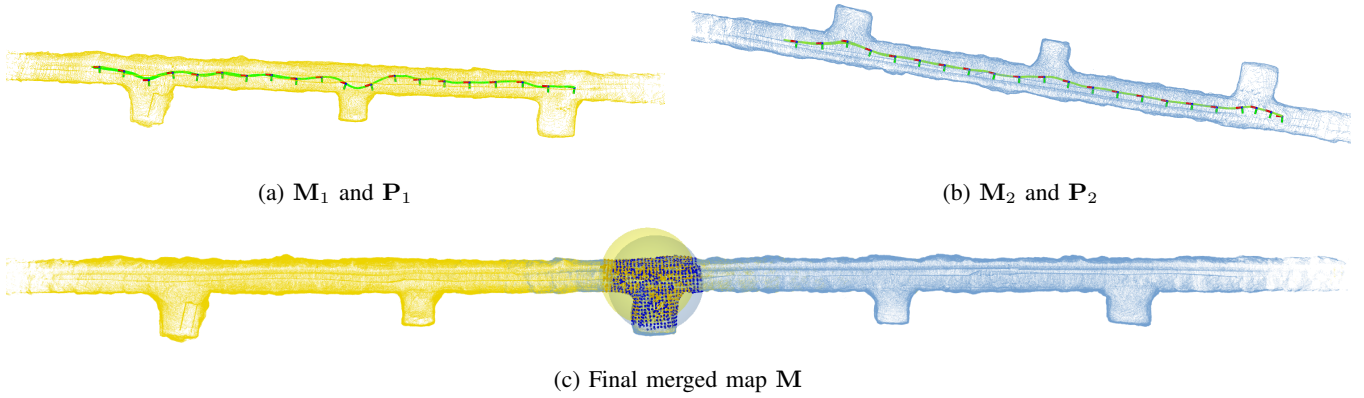 (a) M₁ and P₁
(b) M₂ and P₂
(c) Final merged map M